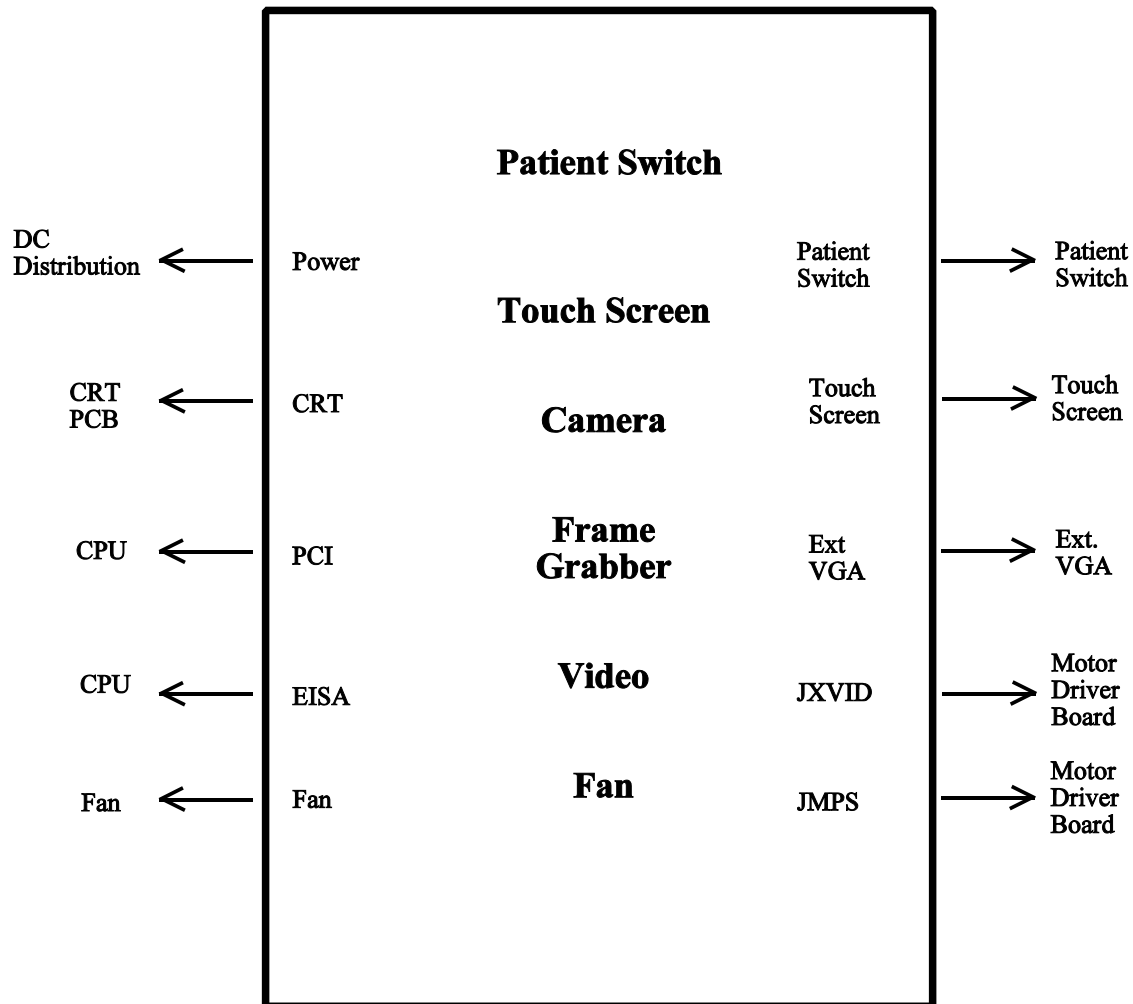 Patient Switch
DC
Distribution
Power
Patient
Switch
Patient
Switch
Touch Screen
CRT
PCB
CRT
Camera
Touch
Screen
Touch
Screen
CPU
PCI
Frame
Grabber
Ext
VGA
Ext.
VGA
CPU
EISA
Video
JXVID
Motor
Driver
Board
Fan
Fan
Fan
JMPS
Motor
Driver
Board